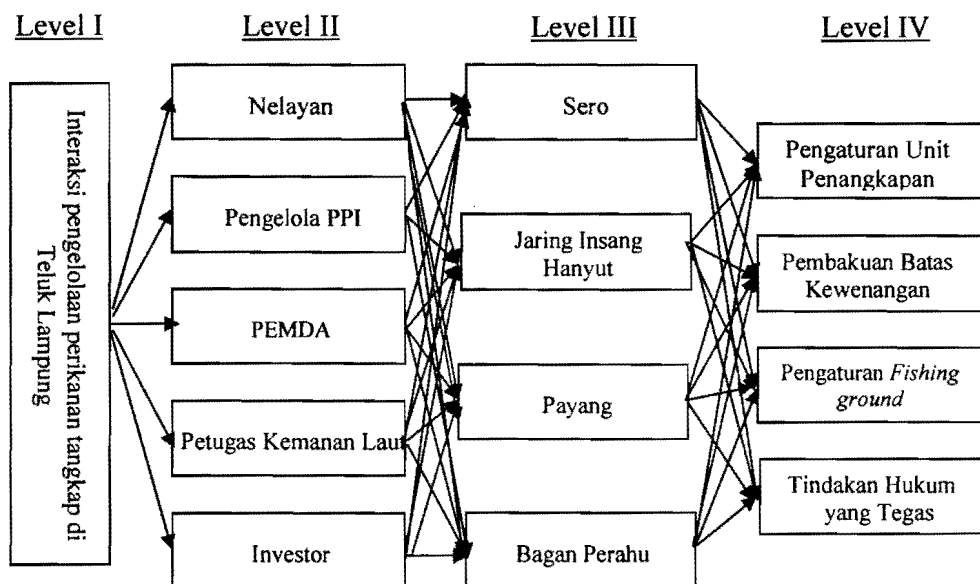 Level I
Level II
Level III
Level IV
Interaksi pengelolaan perikanan tangkap di
Teluk Lampung
Nelayan
Pengelola PPI
PEMDA
Petugas Kemanan Laut
Investor
Sero
Jaring Insang
Hanyut
Payang
Bagan Perahu
Pengaturan Unit
Penangkapan
Pembakuan Batas
Kewenangan
Pengaturan Fishing
ground
Tindakan Hukum
yang Tegas